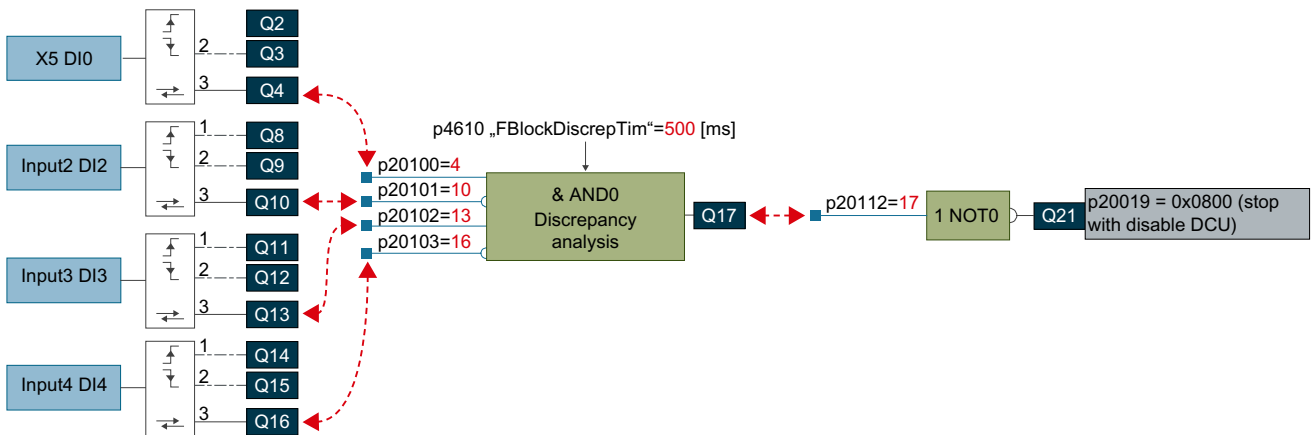 X5 DI0
Q2
2
Q3
3
Q4
Input2 DI2
1
Q8
2
Q9
3
Q10
Input3 DI3
1
Q11
2
Q12
3
Q13
Input4 DI4
1
Q14
2
Q15
3
Q16
p4610 „FBlockDiscrepTim“=500 [ms]
p20100=4
p20101=10
p20102=13
p20103=16
& AND0
Discrepancy
analysis
Q17
p20112=17
1 NOT0
Q21
p20019 = 0x0800 (stop
with disable DCU)